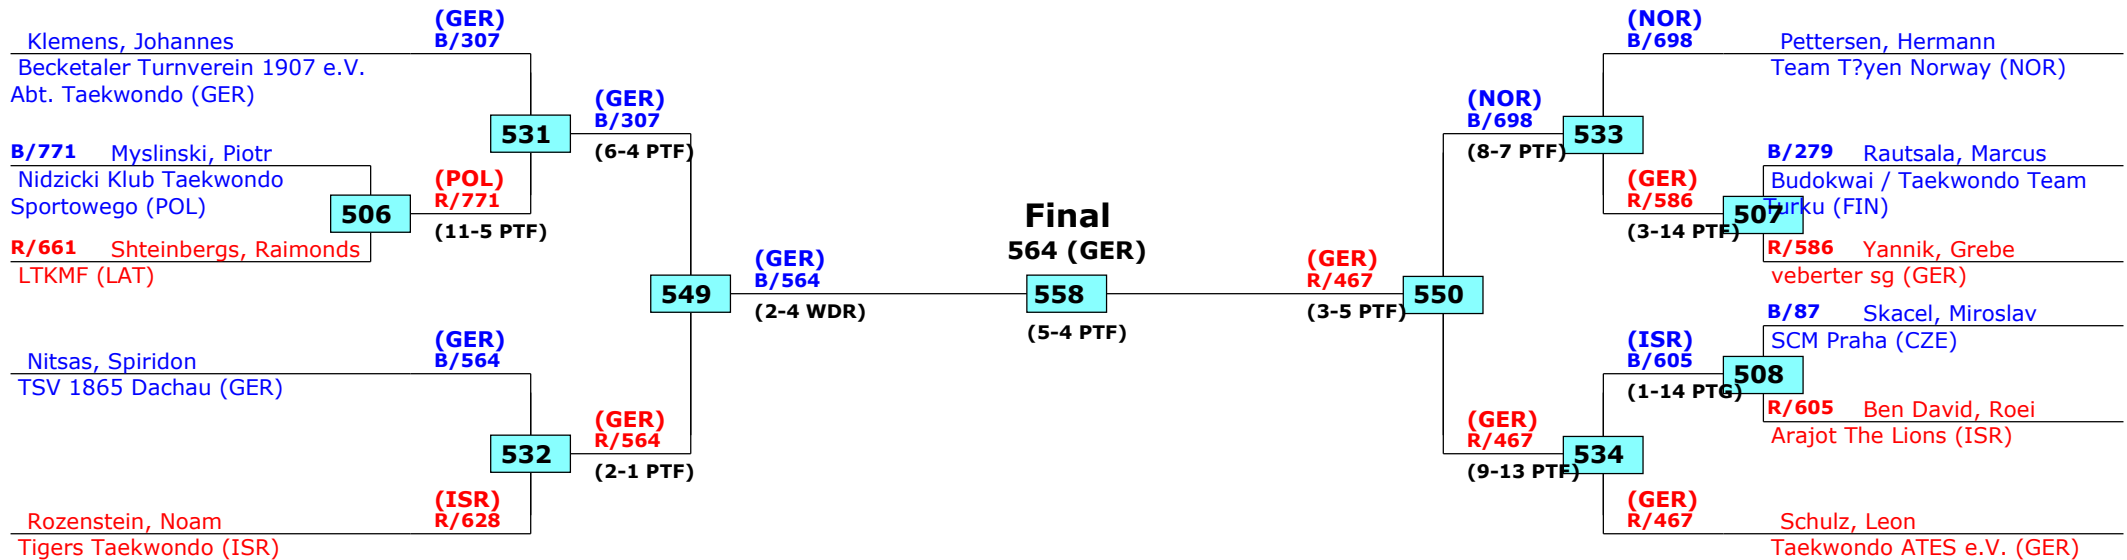 (GER)
B/307
Klemens, Johannes
Becketaler Turnverein 1907 e.V.
Abt. Taekwondo (GER)
531
(GER)
B/307
(6-4 PTF)
B/771 Myslinski, Piotr
Nidzicki Klub Taekwondo
Sportowego (POL)
506
(POL)
R/771
(11-5 PTF)
R/661 Shteinbergs, Raimonds
LTKMF (LAT)
549
(GER)
B/564
(2-4 WDR)
(GER)
B/564
Nitsas, Spiridon
TSV 1865 Dachau (GER)
532
(GER)
R/564
(2-1 PTF)
(ISR)
R/628
Rozenstein, Noam
Tigers Taekwondo (ISR)
Final
564 (GER)
558
(5-4 PTF)
(GER)
R/467
(3-5 PTF)
550
(NOR)
B/698
(8-7 PTF)
533
(NOR)
B/698
Pettersen, Hermann
Team T?yen Norway (NOR)
B/279 Rautsala, Marcus
Budokwai / Taekwondo Team
Turku (FIN)
(GER)
R/586
(3-14 PTF)
507
R/586 Yannik, Grebe
veberter sg (GER)
B/87 Skacel, Miroslav
SCM Praha (CZE)
(ISR)
B/605
(1-14 PTG)
508
R/605 Ben David, Roei
Arajot The Lions (ISR)
(GER)
R/467
(9-13 PTF)
534
(GER)
R/467
Schulz, Leon
Taekwondo ATES e.V. (GER)